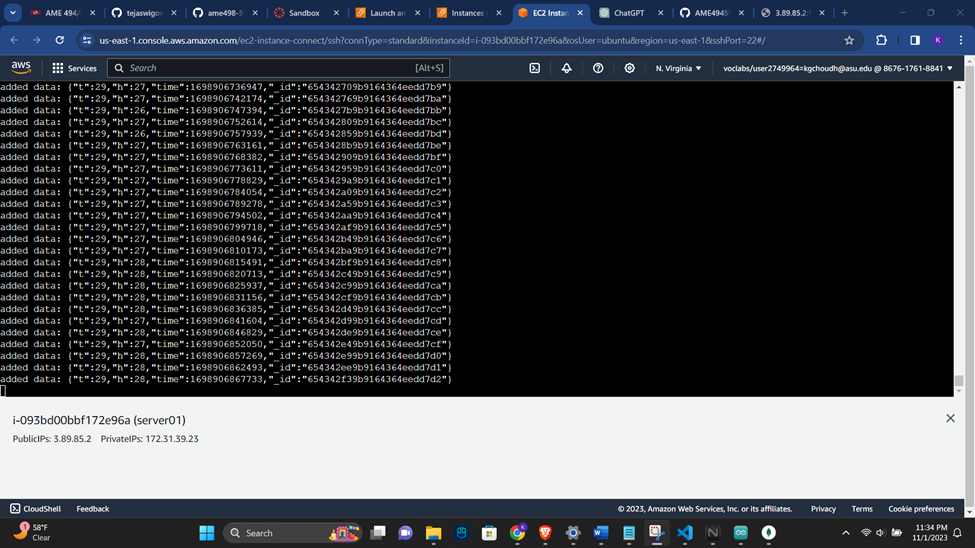 AME 494/
tejaswigos
ame498-5
Sandbox
Launch an
Instances |
EC2 Instan
ChatGPT
AME4945
3.89.85.2:
us-east-1.console.aws.amazon.com/ec2-instance-connect/ssh?connType=standard&instanceId=i-093bd00bbf172e96a&osUser=ubuntu&region=us-east-1&sshPort=22#/
K
aws Services Search [Alt+S] N. Virginia voclabs/user2749964=kgchoudh@asu.edu @ 8676-1761-8841
added data: {"t":29,"h":27,"time":1698906736947,"_id":"654342709b9164364eedd7b9"}
added data: {"t":29,"h":27,"time":1698906742174,"_id":"654342769b9164364eedd7ba"}
added data: {"t":29,"h":26,"time":1698906747394,"_id":"6543427b9b9164364eedd7bb"}
added data: {"t":29,"h":27,"time":1698906752614,"_id":"654342809b9164364eedd7bc"}
added data: {"t":29,"h":26,"time":1698906757939,"_id":"654342859b9164364eedd7bd"}
added data: {"t":29,"h":27,"time":1698906763161,"_id":"6543428b9b9164364eedd7be"}
added data: {"t":29,"h":27,"time":1698906768382,"_id":"654342909b9164364eedd7bf"}
added data: {"t":29,"h":27,"time":1698906773611,"_id":"654342959b9164364eedd7c0"}
added data: {"t":29,"h":27,"time":1698906778829,"_id":"6543429a9b9164364eedd7c1"}
added data: {"t":29,"h":27,"time":1698906784054,"_id":"654342a09b9164364eedd7c2"}
added data: {"t":29,"h":27,"time":1698906789278,"_id":"654342a59b9164364eedd7c3"}
added data: {"t":29,"h":27,"time":1698906794502,"_id":"654342aa9b9164364eedd7c4"}
added data: {"t":29,"h":27,"time":1698906799718,"_id":"654342af9b9164364eedd7c5"}
added data: {"t":29,"h":27,"time":1698906804946,"_id":"654342b49b9164364eedd7c6"}
added data: {"t":29,"h":27,"time":1698906810173,"_id":"654342ba9b9164364eedd7c7"}
added data: {"t":29,"h":28,"time":1698906815491,"_id":"654342bf9b9164364eedd7c8"}
added data: {"t":29,"h":28,"time":1698906820713,"_id":"654342c49b9164364eedd7c9"}
added data: {"t":29,"h":28,"time":1698906825937,"_id":"654342c99b9164364eedd7ca"}
added data: {"t":29,"h":28,"time":1698906831156,"_id":"654342cf9b9164364eedd7cb"}
added data: {"t":29,"h":28,"time":1698906836385,"_id":"654342d49b9164364eedd7cc"}
added data: {"t":29,"h":27,"time":1698906841604,"_id":"654342d99b9164364eedd7cd"}
added data: {"t":29,"h":28,"time":1698906846829,"_id":"654342de9b9164364eedd7ce"}
added data: {"t":29,"h":27,"time":1698906852050,"_id":"654342e49b9164364eedd7cf"}
added data: {"t":29,"h":28,"time":1698906857269,"_id":"654342e99b9164364eedd7d0"}
added data: {"t":29,"h":28,"time":1698906862493,"_id":"654342ee9b9164364eedd7d1"}
added data: {"t":29,"h":28,"time":1698906867733,"_id":"654342f39b9164364eedd7d2"}
i-093bd00bbf172e96a (server01)
PublicIPs: 3.89.85.2 PrivateIPs: 172.31.39.23
CloudShell Feedback © 2023, Amazon Web Services, Inc. or its affiliates. Privacy Terms Cookie preferences
1
58°F
Clear
Search
11:34 PM
11/1/2023